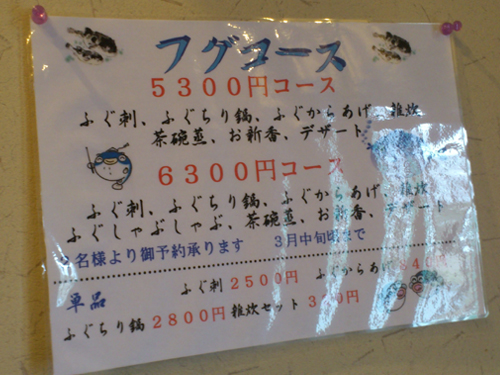 フグコース
5300円コース
ふぐ刺、ふぐちり鍋、ふぐからあげ、雑炊
茶碗蒸、お新香、デザート
6300円コース
ふぐ刺、ふぐちり鍋、ふぐからあげ、雑炊
ふぐしゃぶしゃぶ、茶碗蒸、お新香、デザート
2名様より御予約承ります 3月中旬頃まで
単品 ふぐ刺 2500円 ふぐからあげ
ふぐちり鍋 2800円 雑炊セット